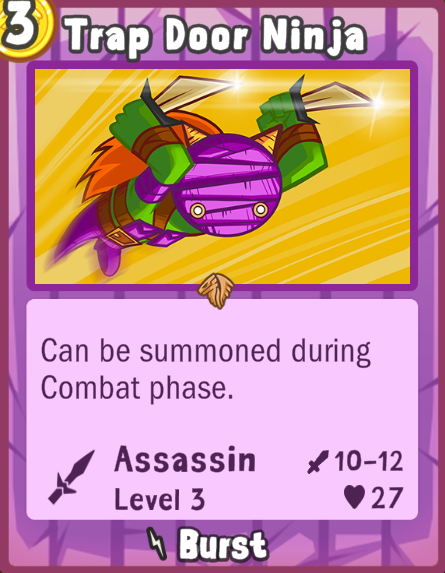 3 Trap Door Ninja
Can be summoned during
Combat phase.
Assassin 10–12
Level 3 27
Burst